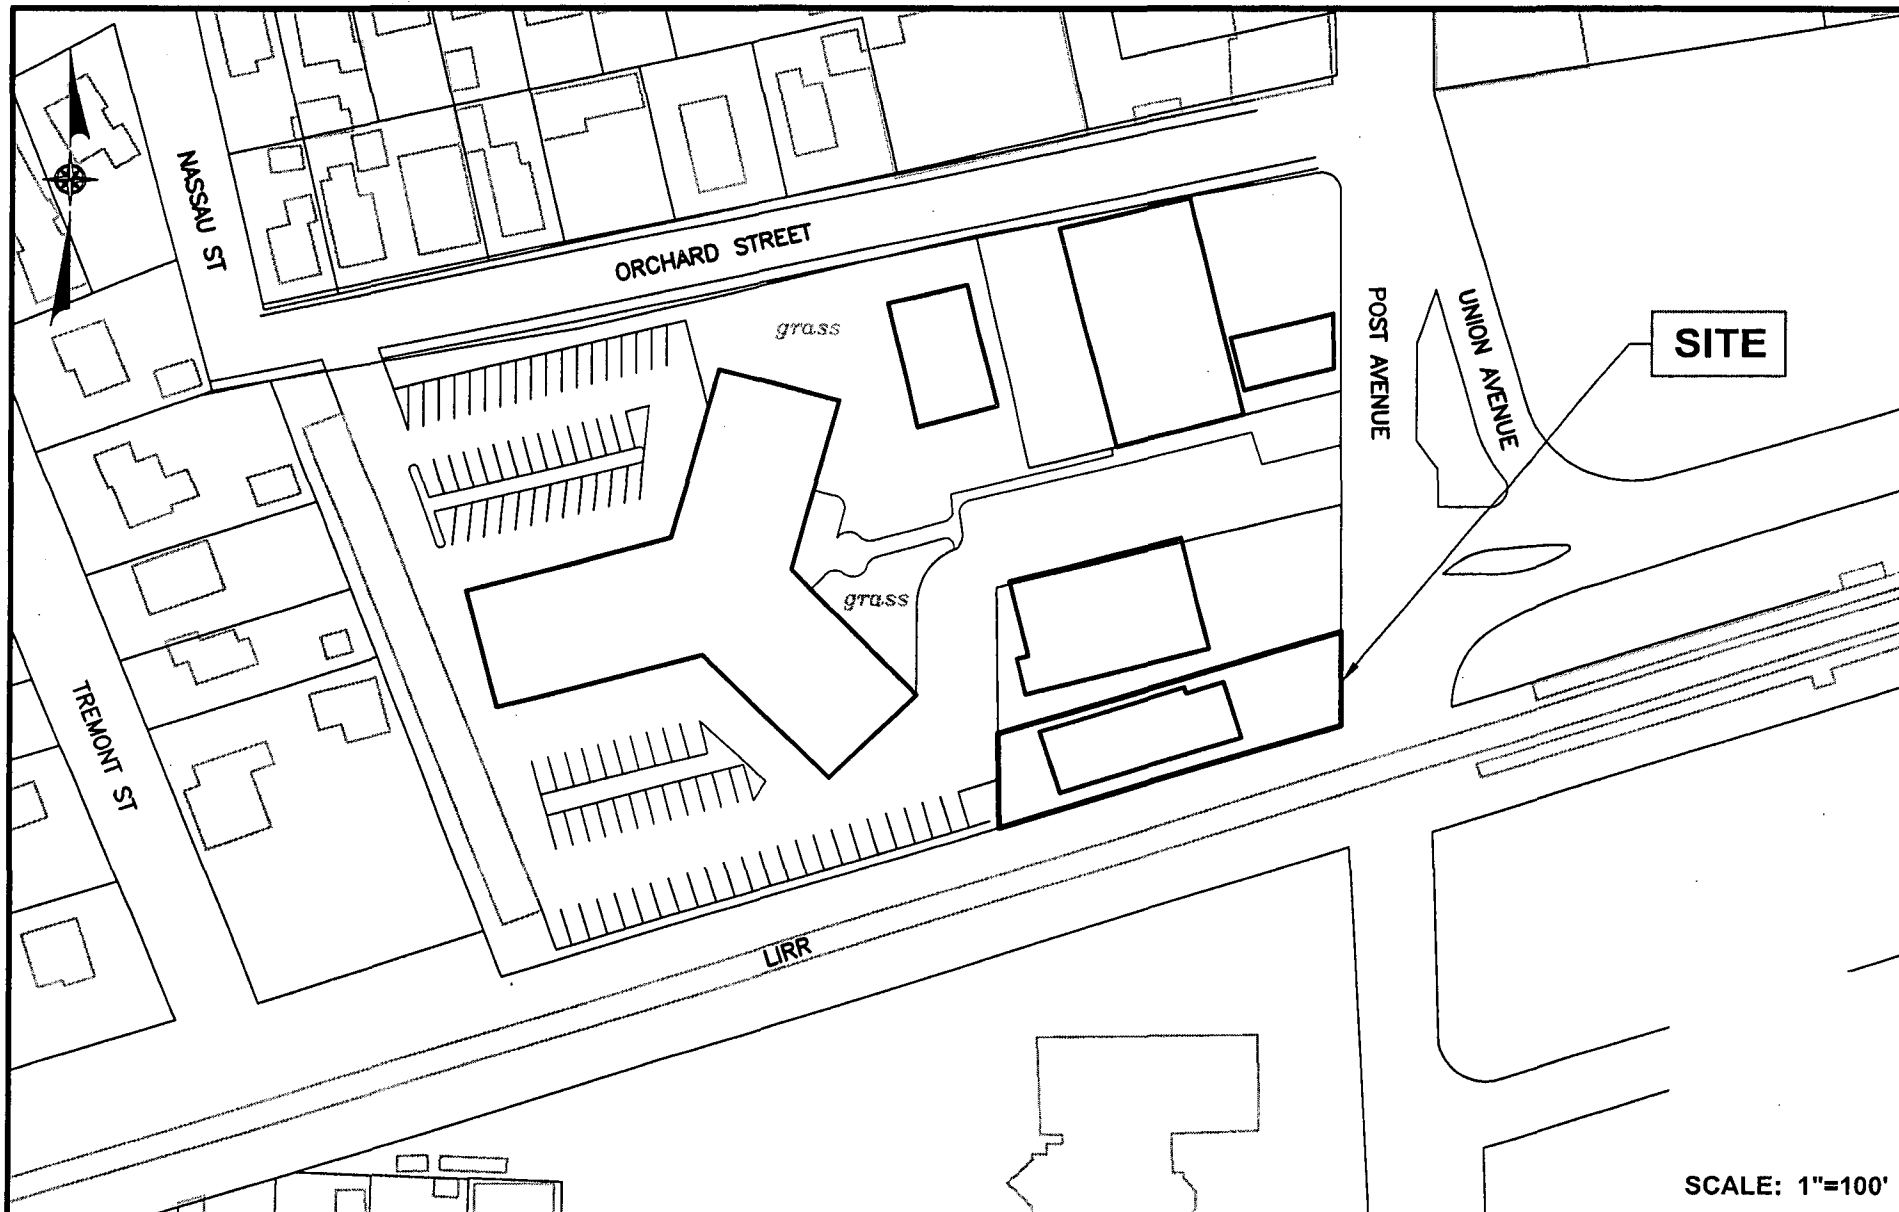 NASSAU ST
ORCHARD STREET
grass
POST AVENUE
UNION AVENUE
SITE
grass
TREMONT ST
LIRR
SCALE: 1"=100'